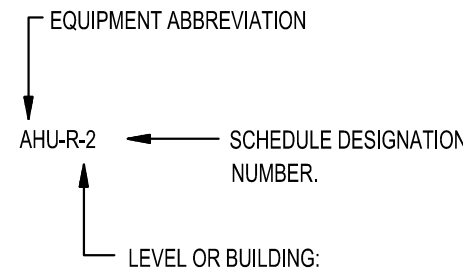 EQUIPMENT ABBREVIATION
AHU-R-2
SCHEDULE DESIGNATION
NUMBER.
LEVEL OR BUILDING: